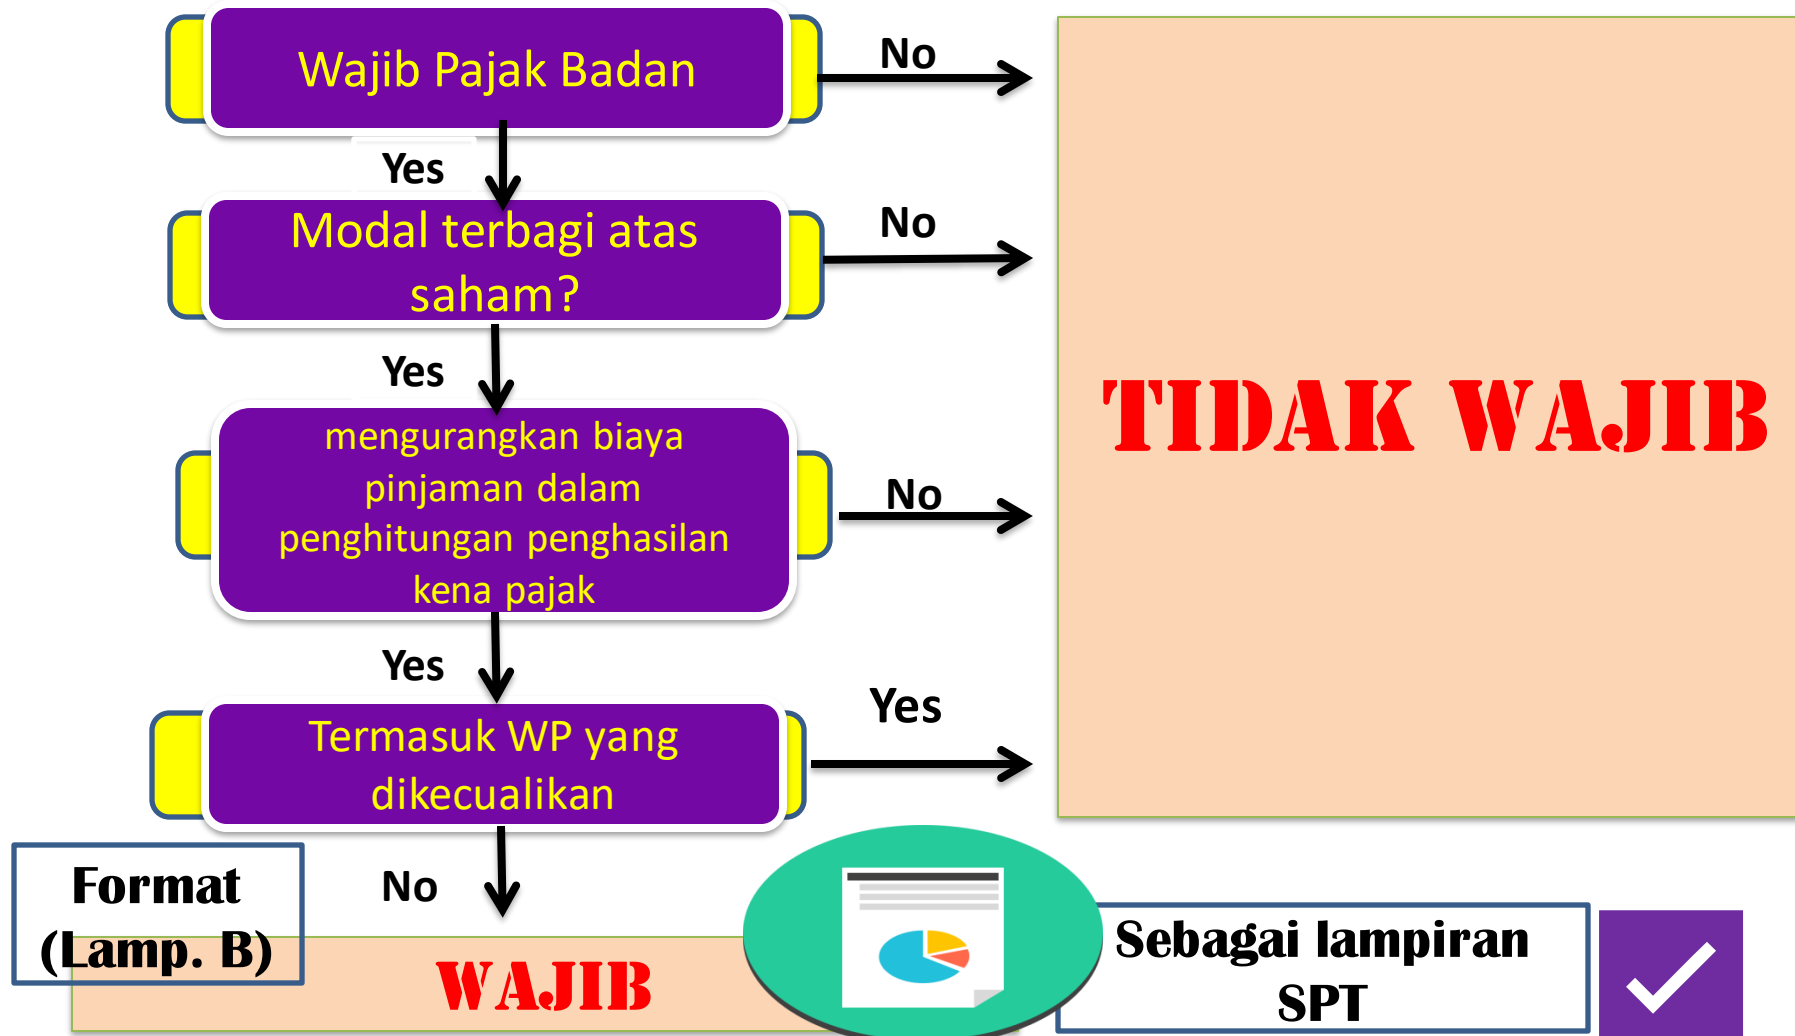 Wajib Pajak Badan
No
Yes
Modal terbagi atas
saham?
No
Yes
mengurangkan biaya
pinjaman dalam
penghitungan penghasilan
kena pajak
No
TIDAK WAJIB
Yes
Termasuk WP yang
dikecualikan
Yes
No
Format
(Lamp. B)
WAJIB
Sebagai lampiran
SPT